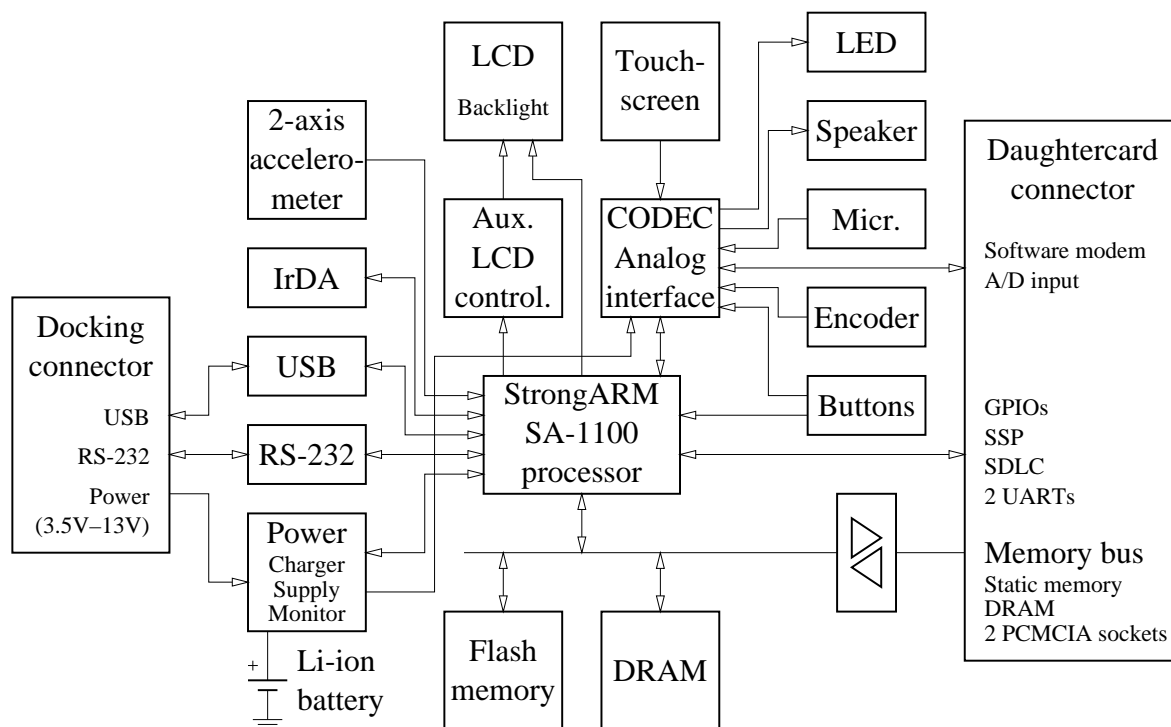 LCD
Backlight
Touch-
screen
LED
Speaker
Micr.
Encoder
Buttons
2-axis
accelero-
meter
IrDA
USB
RS-232
Aux.
LCD
control.
CODEC
Analog
interface
Daughtercard
connector
Software modem
A/D input
GPIOs
SSP
SDLC
2 UARTs
Memory bus
Static memory
DRAM
2 PCMCIA sockets
Docking
connector
USB
RS-232
Power
(3.5V–13V)
StrongARM
SA-1100
processor
Power
Charger
Supply
Monitor
+
Li-ion
battery
Flash
memory
DRAM